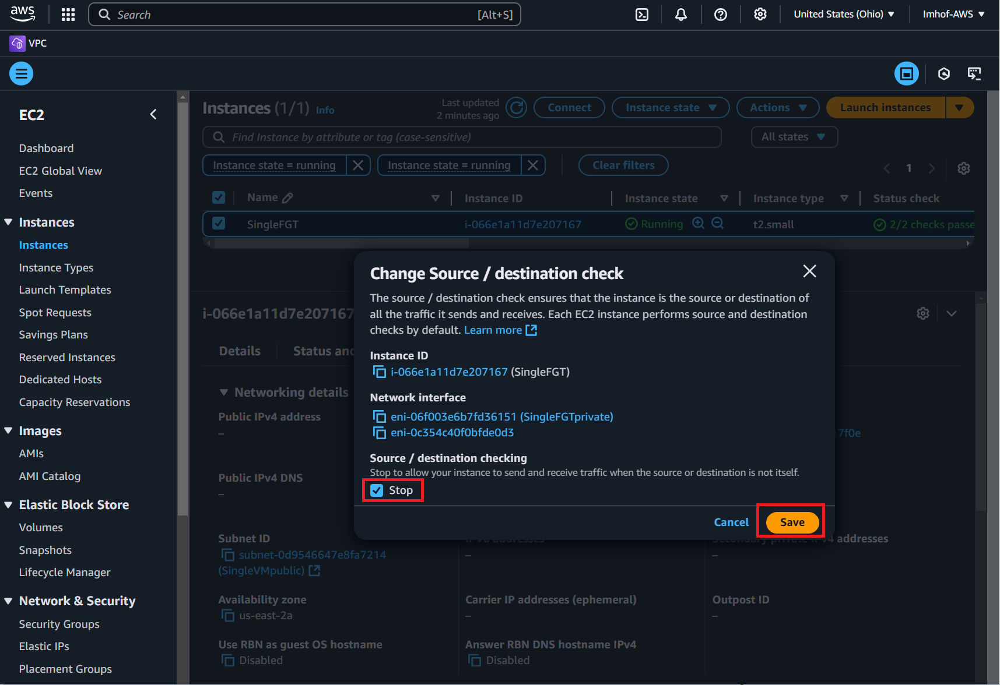 aws
Search
[Alt+S]
United States (Ohio)
Imhof-AWS
VPC
EC2
Dashboard
EC2 Global View
Events
Instances
Instances
Instance Types
Launch Templates
Spot Requests
Savings Plans
Reserved Instances
Dedicated Hosts
Capacity Reservations
Images
AMIs
AMI Catalog
Elastic Block Store
Volumes
Snapshots
Lifecycle Manager
Network & Security
Security Groups
Elastic IPs
Placement Groups
Instances (1/1) Info
Last updated
2 minutes ago
Connect
Instance state
Actions
Launch instances
Find Instance by attribute or tag (case-sensitive)
All states
Instance state = running
Instance state = running
Clear filters
1
Name
Instance ID
Instance state
Instance type
Status check
SingleFGT
i-066e1a11d7e207167
Running
t2.small
2/2 checks passe
i-066e1a11d7e207167
Details
Status and
Networking details
Public IPv4 address
–
Public IPv4 DNS
–
Change Source / destination check
The source / destination check ensures that the instance is the source or destination of
all the traffic it sends and receives. Each EC2 instance performs source and destination
checks by default. Learn more
Instance ID
i-066e1a11d7e207167 (SingleFGT)
Network interface
eni-06f003e6b7fd36151 (SingleFGTprivate)
eni-0c354c40f0bfde0d3
Source / destination checking
Stop to allow your instance to send and receive traffic when the source or destination is not itself.
Stop
Cancel
Save
7f0e
Subnet ID
subnet-0d9546647e8fa7214
(SingleVMpublic)
IPv6 addresses
–
Secondary private IPv4 addresses
–
Availability zone
us-east-2a
Carrier IP addresses (ephemeral)
–
Outpost ID
–
Use RBN as guest OS hostname
Disabled
Answer RBN DNS hostname IPv4
Disabled